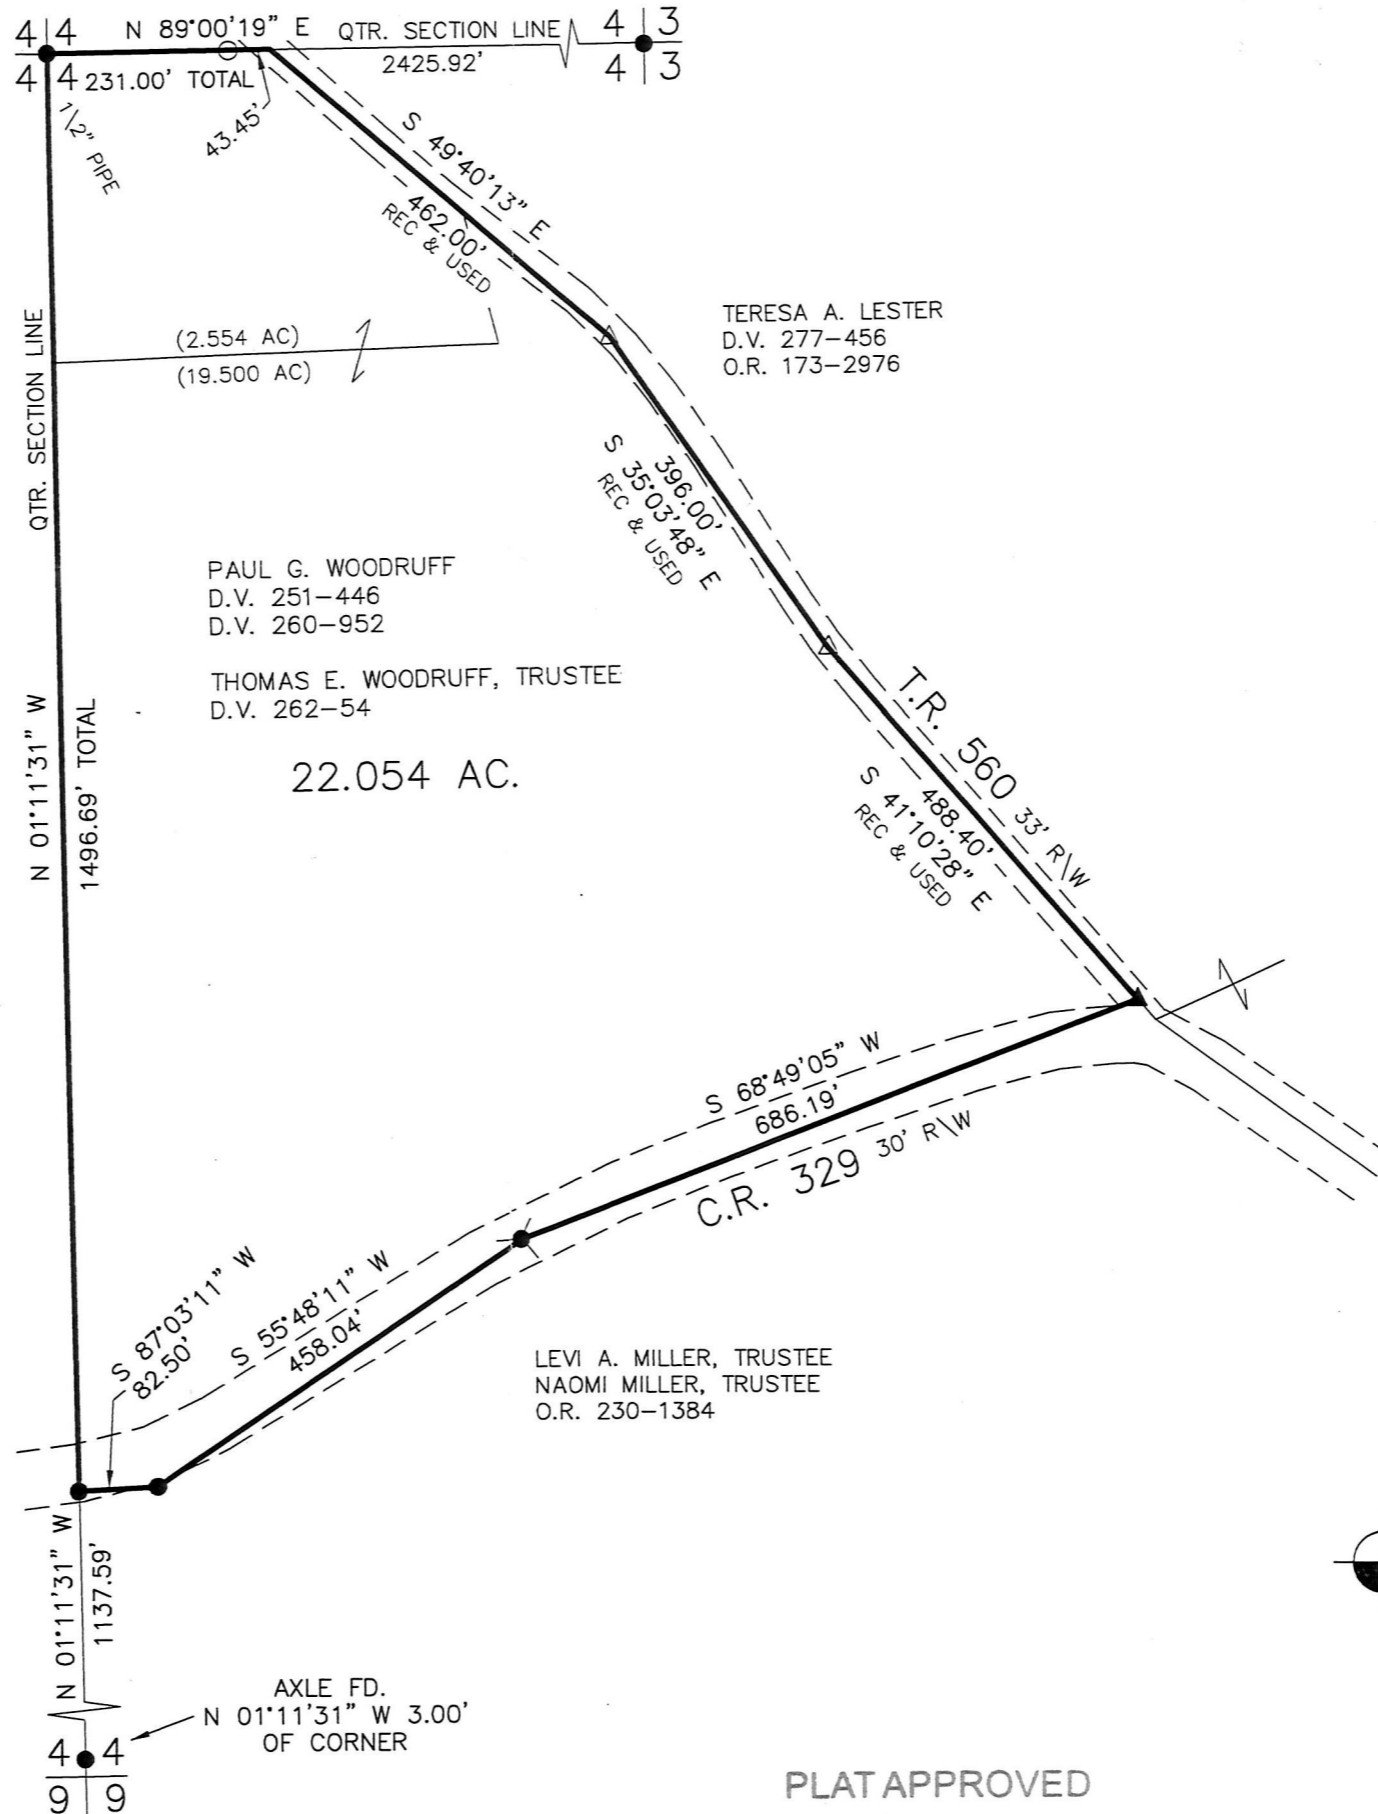 4 4
4 4
N 89°00'19" E
QTR. SECTION LINE
2425.92'
4 3
4 3
231.00' TOTAL
43.45'
1/2" PIPE
S 49°40'13" E
462.00'
REC & USED
TERESA A. LESTER
D.V. 277-456
O.R. 173-2976
(2.554 AC)
(19.500 AC)
QTR. SECTION LINE
396.00'
S 35°03'48" E
REC & USED
PAUL G. WOODRUFF
D.V. 251-446
D.V. 260-952
THOMAS E. WOODRUFF, TRUSTEE
D.V. 262-54
22.054 AC.
N 01°11'31" W
1496.69' TOTAL
T.R. 560 33' R\W
488.40'
S 41°10'28" E
REC & USED
S 68°49'05" W
686.19'
C.R. 329 30' R\W
S 87°03'11" W
82.50'
S 55°48'11" W
458.04'
LEVI A. MILLER, TRUSTEE
NAOMI MILLER, TRUSTEE
O.R. 230-1384
N 01°11'31" W
1137.59'
AXLE FD.
N 01°11'31" W 3.00'
OF CORNER
4 4
9 9
PLAT APPROVED